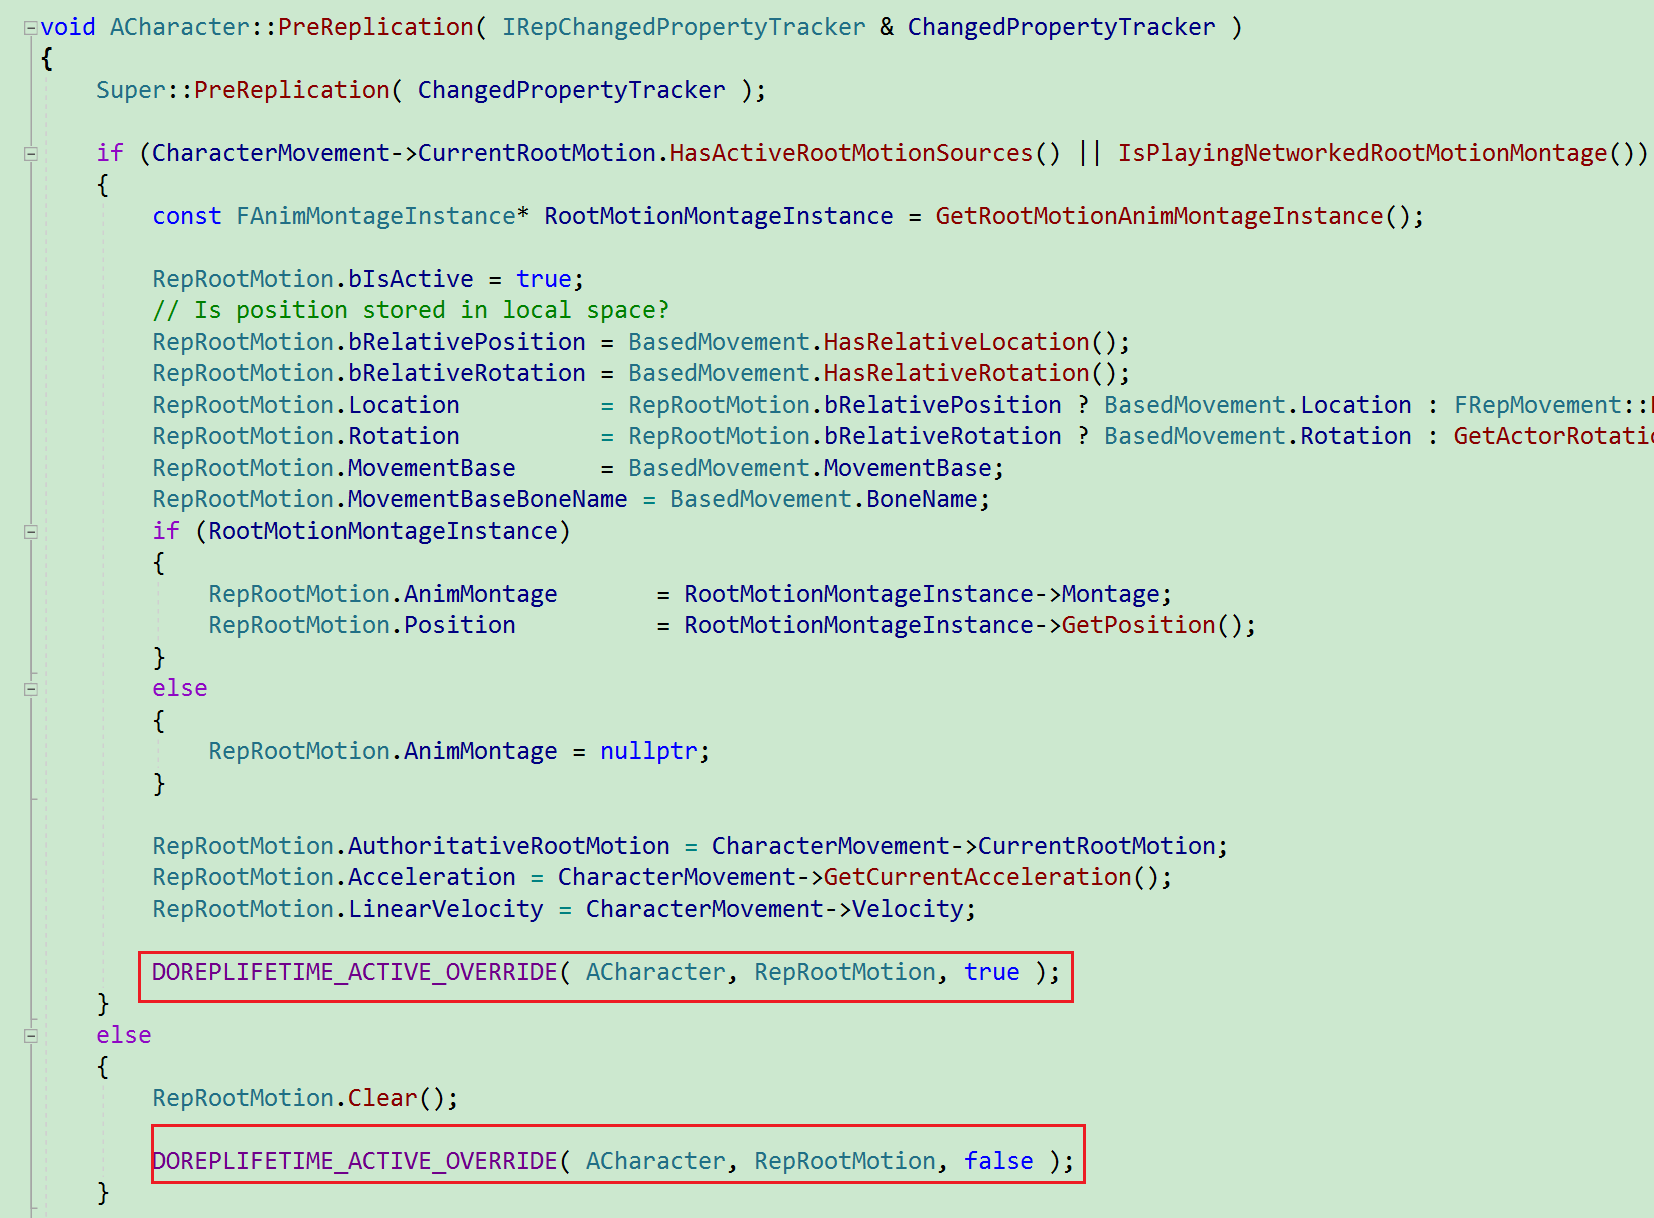 void ACharacter::PreReplication( IRepChangedPropertyTracker & ChangedPropertyTracker )
{
    Super::PreReplication( ChangedPropertyTracker );

    if (CharacterMovement->CurrentRootMotion.HasActiveRootMotionSources() || IsPlayingNetworkedRootMotionMontage())
    {
        const FAnimMontageInstance* RootMotionMontageInstance = GetRootMotionAnimMontageInstance();

        RepRootMotion.bIsActive = true;
        // Is position stored in local space?
        RepRootMotion.bRelativePosition = BasedMovement.HasRelativeLocation();
        RepRootMotion.bRelativeRotation = BasedMovement.HasRelativeRotation();
        RepRootMotion.Location          = RepRootMotion.bRelativePosition ? BasedMovement.Location : FRepMovement::
        RepRootMotion.Rotation          = RepRootMotion.bRelativeRotation ? BasedMovement.Rotation : GetActorRotati
        RepRootMotion.MovementBase      = BasedMovement.MovementBase;
        RepRootMotion.MovementBaseBoneName = BasedMovement.BoneName;
        if (RootMotionMontageInstance)
        {
            RepRootMotion.AnimMontage       = RootMotionMontageInstance->Montage;
            RepRootMotion.Position          = RootMotionMontageInstance->GetPosition();
        }
        else
        {
            RepRootMotion.AnimMontage = nullptr;
        }

        RepRootMotion.AuthoritativeRootMotion = CharacterMovement->CurrentRootMotion;
        RepRootMotion.Acceleration = CharacterMovement->GetCurrentAcceleration();
        RepRootMotion.LinearVelocity = CharacterMovement->Velocity;

        DOREPLIFETIME_ACTIVE_OVERRIDE( ACharacter, RepRootMotion, true );
    }
    else
    {
        RepRootMotion.Clear();

        DOREPLIFETIME_ACTIVE_OVERRIDE( ACharacter, RepRootMotion, false );
    }